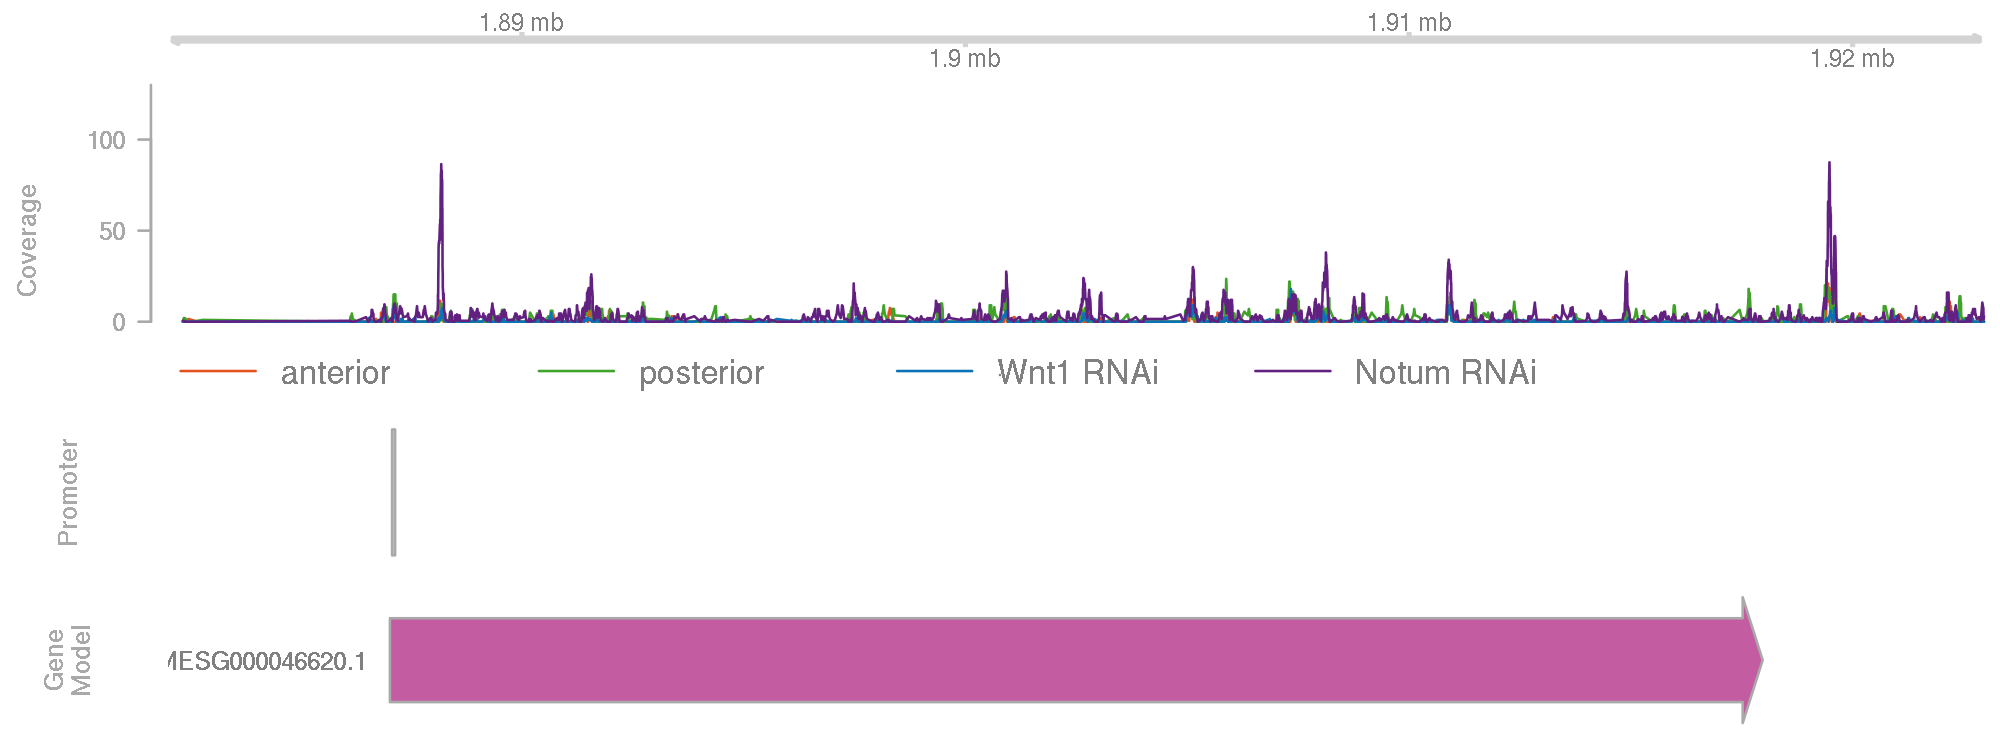 1.89 mb
1.91 mb
1.9 mb
1.92 mb
Coverage
100
50
0
anterior
posterior
Wnt1 RNAi
Notum RNAi
Promoter
Gene
Model
MESG000046620.1